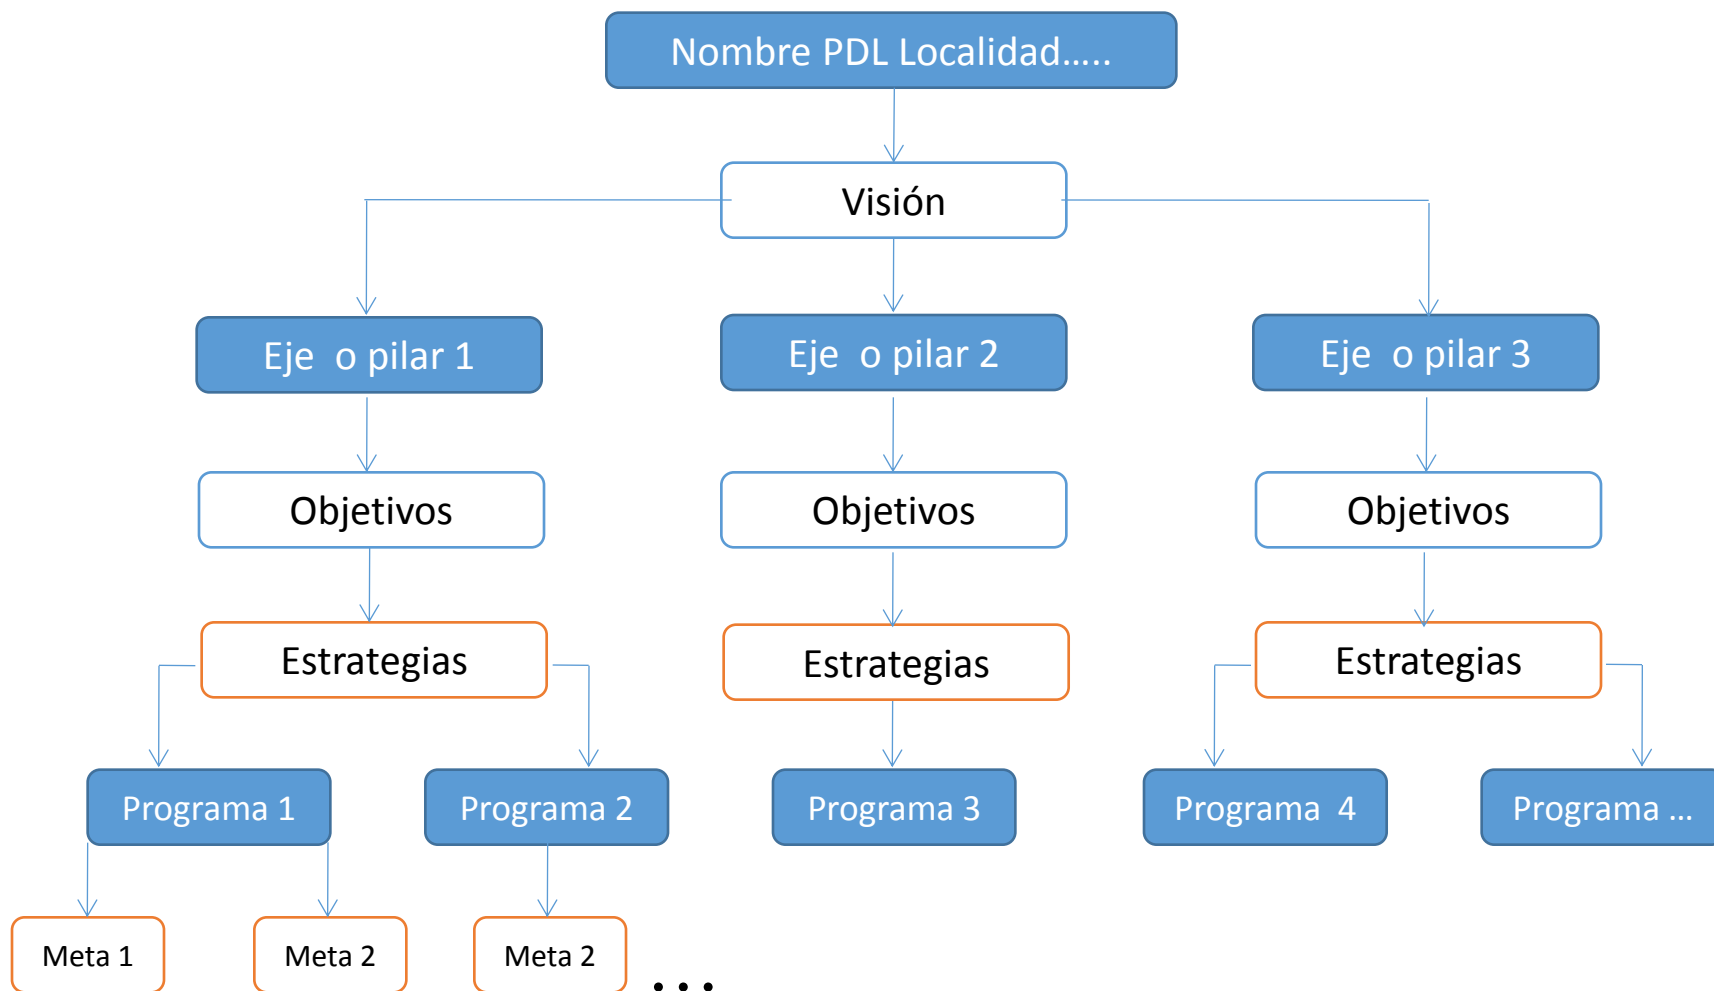 Nombre PDL Localidad…..
Visión
Eje o pilar 1
Eje o pilar 2
Eje o pilar 3
Objetivos
Objetivos
Objetivos
Estrategias
Estrategias
Estrategias
Programa 1
Programa 2
Programa 3
Programa 4
Programa …
Meta 1
Meta 2
Meta 2
…